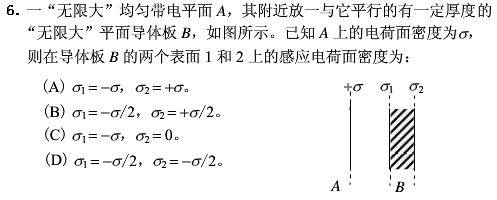 6. 一“无限大”均匀带电平面 A，其附近放一与它平行的有一定厚度的
“无限大”平面导体板 B，如图所示。已知 A 上的电荷面密度为σ，
则在导体板 B 的两个表面 1 和 2 上的感应电荷面密度为：
(A) σ₁=−σ，σ₂=+σ。
(B) σ₁=−σ/2，σ₂=+σ/2。
(C) σ₁=−σ，σ₂=0。
(D) σ₁=−σ/2，σ₂=−σ/2。
+σ σ₁ σ₂
A B